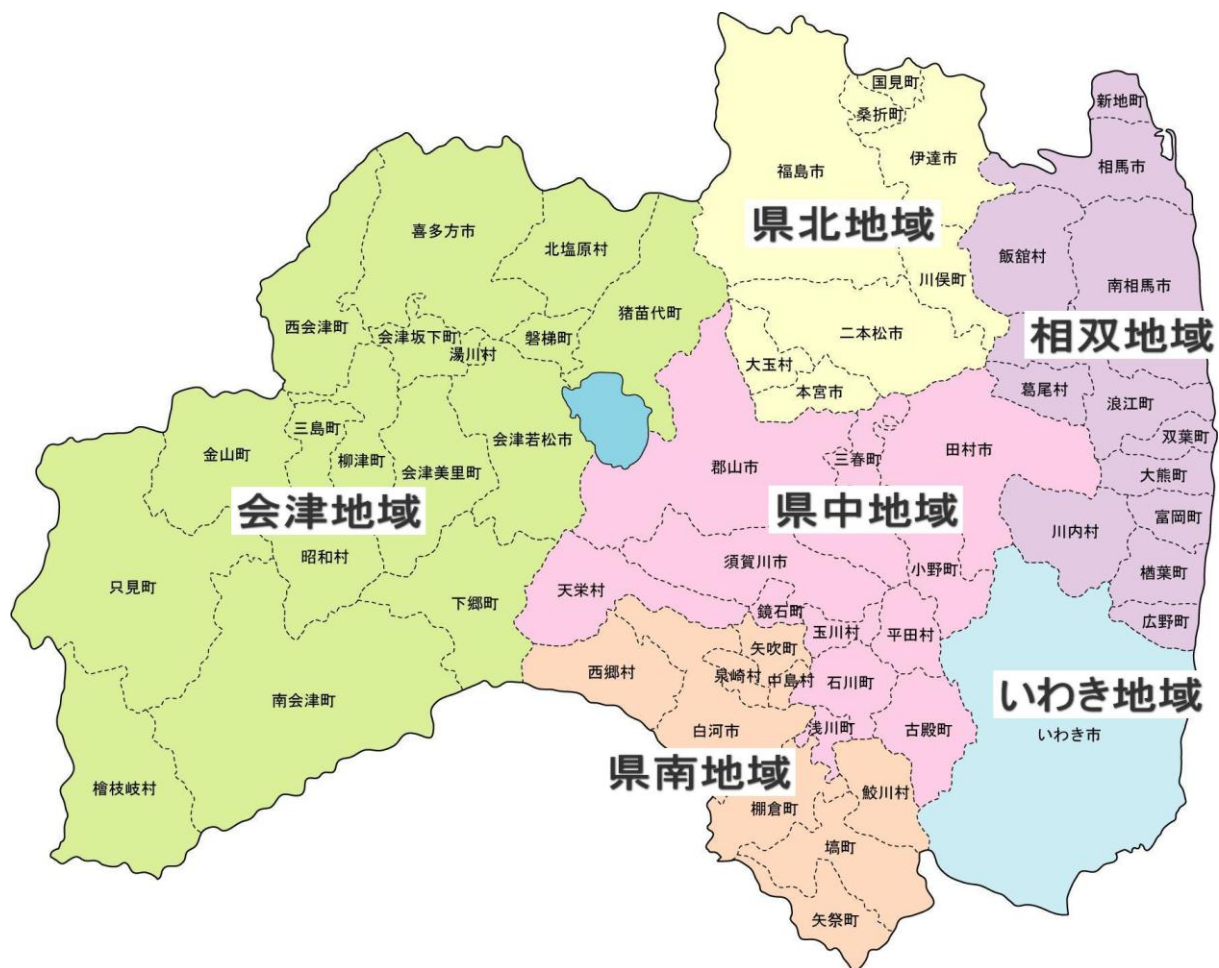 国見町
桑折町
新地町
伊達市
相馬市
福島市
県北地域
喜多方市
北塩原村
飯舘村
川俣町
南相馬市
猪苗代町
西会津町
会津坂下町
湯川村
磐梯町
二本松市
相双地域
大玉村
本宮市
葛尾村
浪江町
三島町
会津若松市
双葉町
金山町
柳津町
会津美里町
郡山市
三春町
田村市
大熊町
会津地域
県中地域
富岡町
川内村
昭和村
須賀川市
小野町
楢葉町
只見町
下郷町
天栄村
鏡石町
玉川村
平田村
広野町
矢吹町
西郷村
泉崎村
中島村
石川町
南会津町
いわき地域
白河市
浅川町
古殿町
いわき市
県南地域
檜枝岐村
鮫川村
棚倉町
塙町
矢祭町